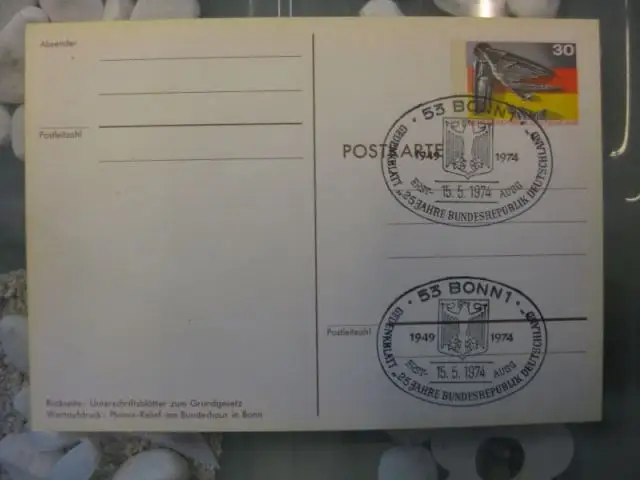 Absender
Postleitzahl
Rückseite: Unterschriftsblätter zum Grundgesetz
Wertaufdruck: Phönix-Relief am Bundeshaus in Bonn
30
POSTKARTE
53 BONN 1
1949 1974
ERST- 15.5.1974 AUSG
GEDENKBLATT "25 JAHRE BUNDESREPUBLIK DEUTSCHLAND"
Postleitzahl
53 BONN 1
1949 1974
ERST- 15.5.1974 AUSG
GEDENKBLATT "25 JAHRE BUNDESREPUBLIK DEUTSCHLAND"